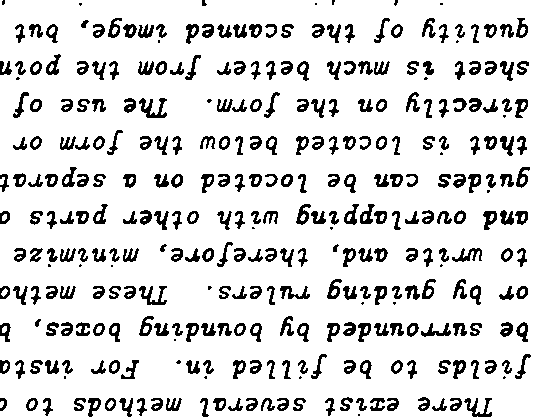 There exist several methods to
fields to be filled in. For insta
be surrounded by bounding boxes, b
or by guiding rulers. These metho
to write and, therefore, minimize
and overlapping with other parts o
guides can be located on a separat
that is located below the form or
directly on the form. The use of
sheet is much better from the poin
quality of the scanned image, but